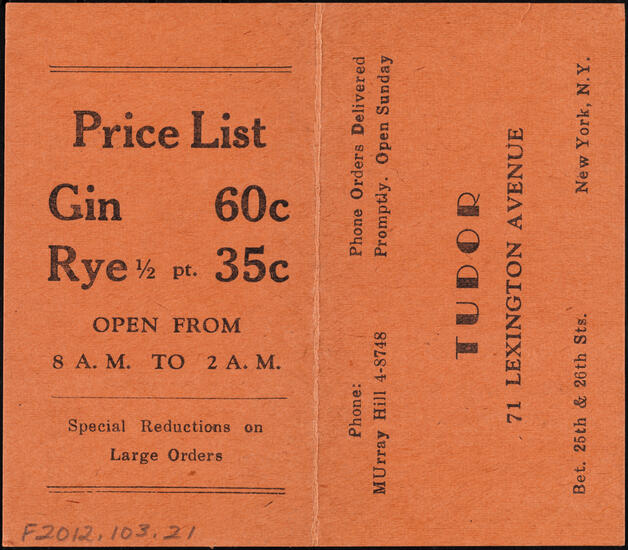 Price List
Gin 60c
Rye ½ pt. 35c
OPEN FROM
8 A. M. TO 2 A. M.
Special Reductions on
Large Orders
F2012.103.21
Phone: Phone Orders Delivered
MUrray Hill 4-8748 Promptly. Open Sunday
TUDOR
71 LEXINGTON AVENUE
Bet. 25th & 26th Sts. New York, N. Y.